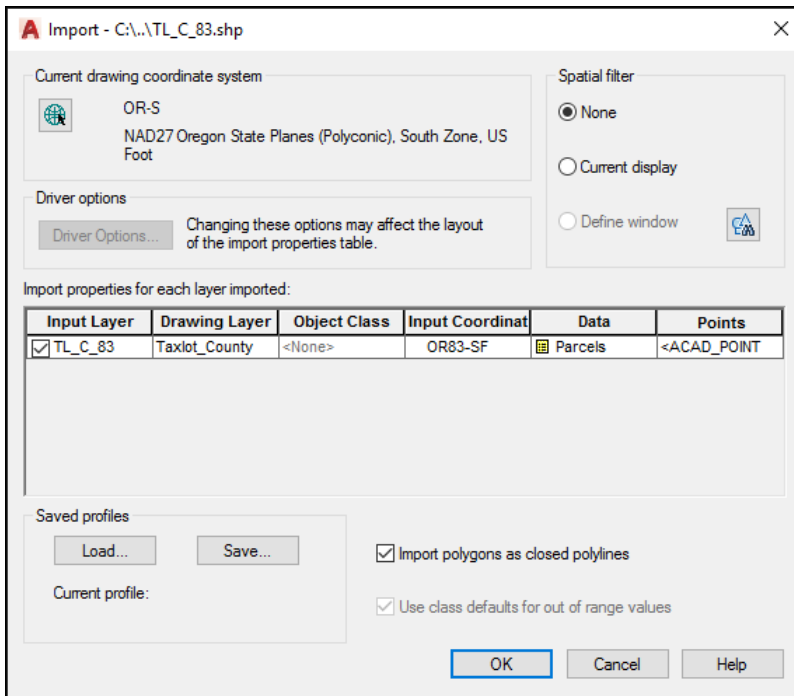 Import - C:\..\TL_C_83.shp
Current drawing coordinate system
OR-S
NAD27 Oregon State Planes (Polyconic), South Zone, US
Foot
Spatial filter
None
Current display
Define window
Driver options
Driver Options...
Changing these options may affect the layout
of the import properties table.
Import properties for each layer imported:
Input Layer Drawing Layer Object Class Input Coordinat Data Points
TL_C_83 Taxlot_County <None> OR83-SF Parcels <ACAD_POINT
Saved profiles
Load... Save...
Current profile:
Import polygons as closed polylines
Use class defaults for out of range values
OK Cancel Help